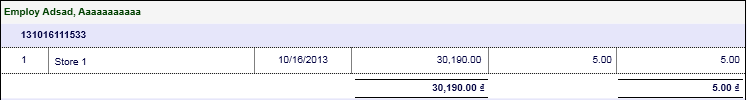 Employ Adsad, Aaaaaaaaaaa
131016111533
1 Store 1 10/16/2013 30,190.00 5.00 5.00
30,190.00 ₫ 5.00 ₫